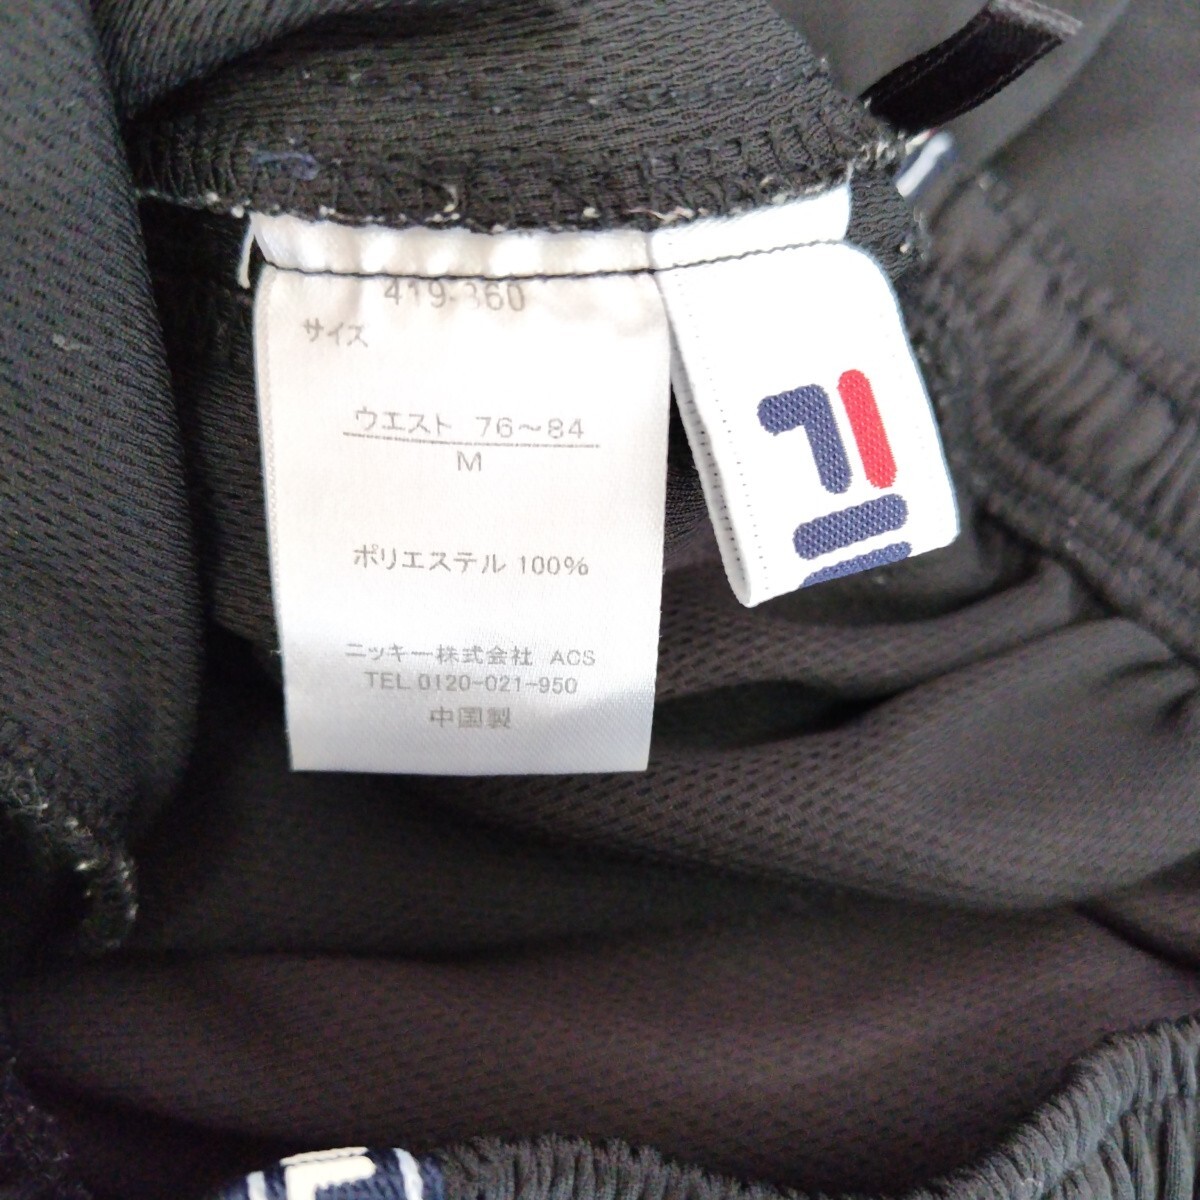 419-360
サイズ
ウエスト 76～84
M
ポリエステル 100%
ニッキー株式会社 ACS
TEL 0120-021-950
中国製